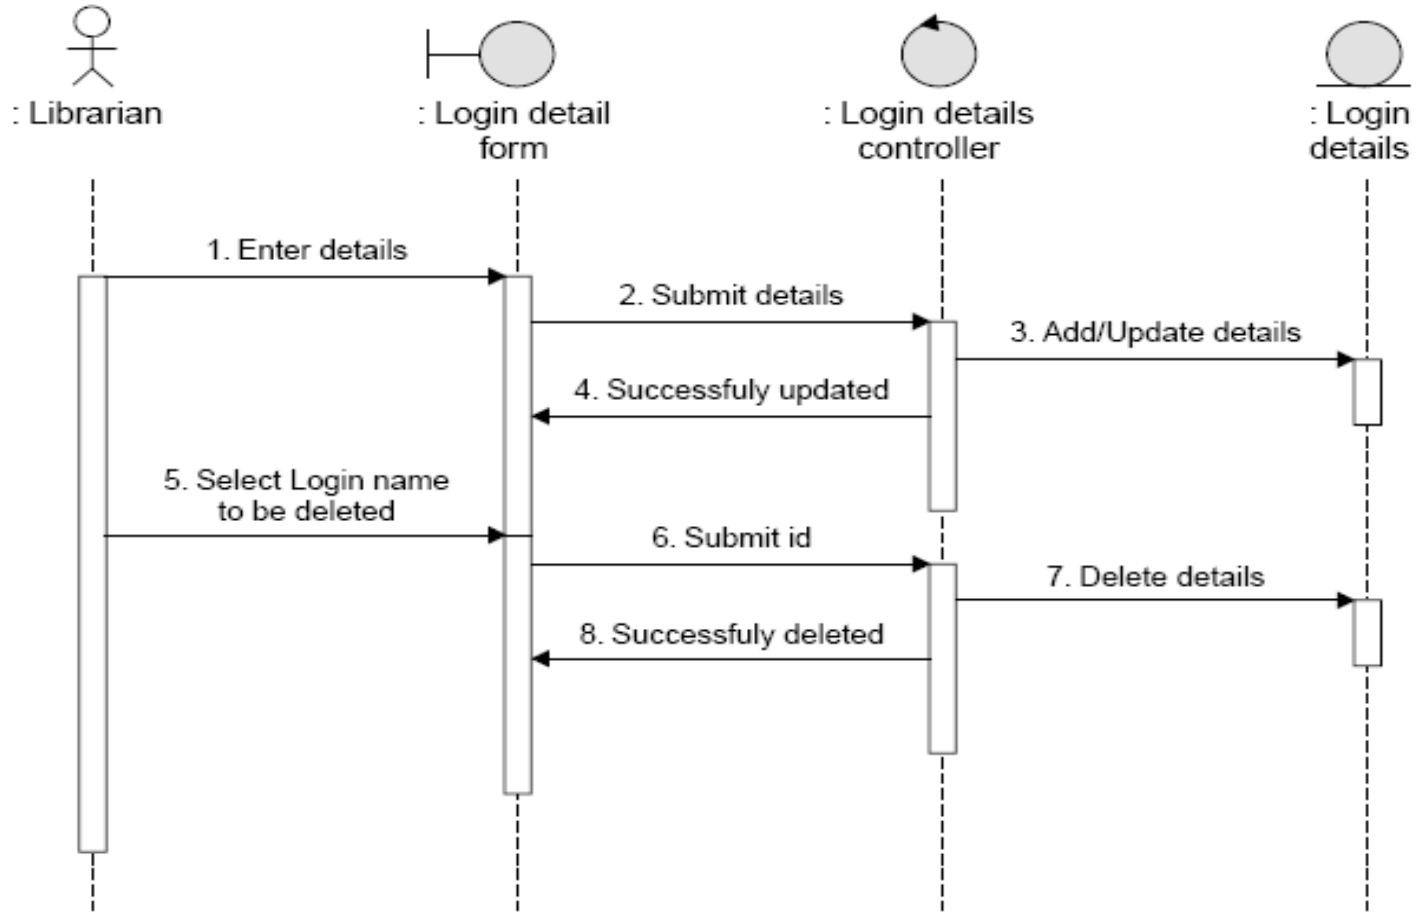 : Librarian
: Login detail
form
: Login details
controller
: Login
details
1. Enter details
2. Submit details
3. Add/Update details
4. Successfuly updated
5. Select Login name
to be deleted
6. Submit id
7. Delete details
8. Successfuly deleted